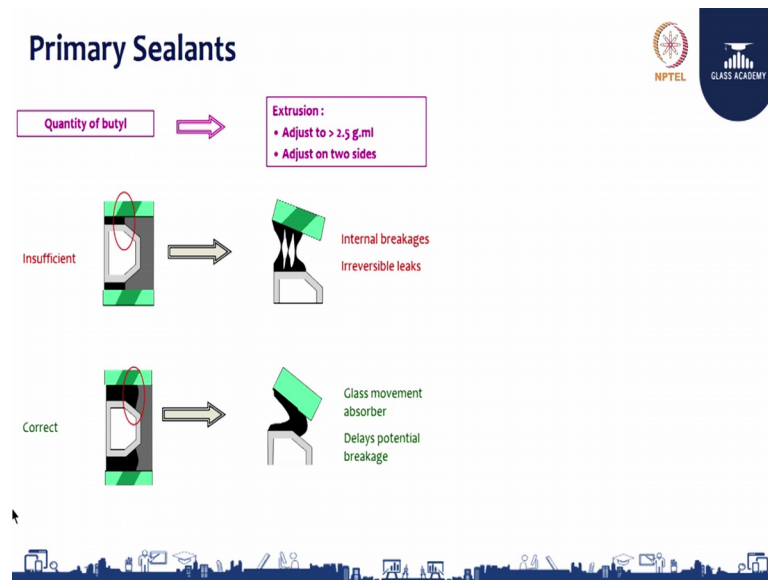 Primary Sealants
NPTEL
GLASS ACADEMY
Quantity of butyl
Extrusion :
• Adjust to > 2.5 g.ml
• Adjust on two sides
Insufficient
Internal breakages
Irreversible leaks
Correct
Glass movement
absorber
Delays potential
breakage